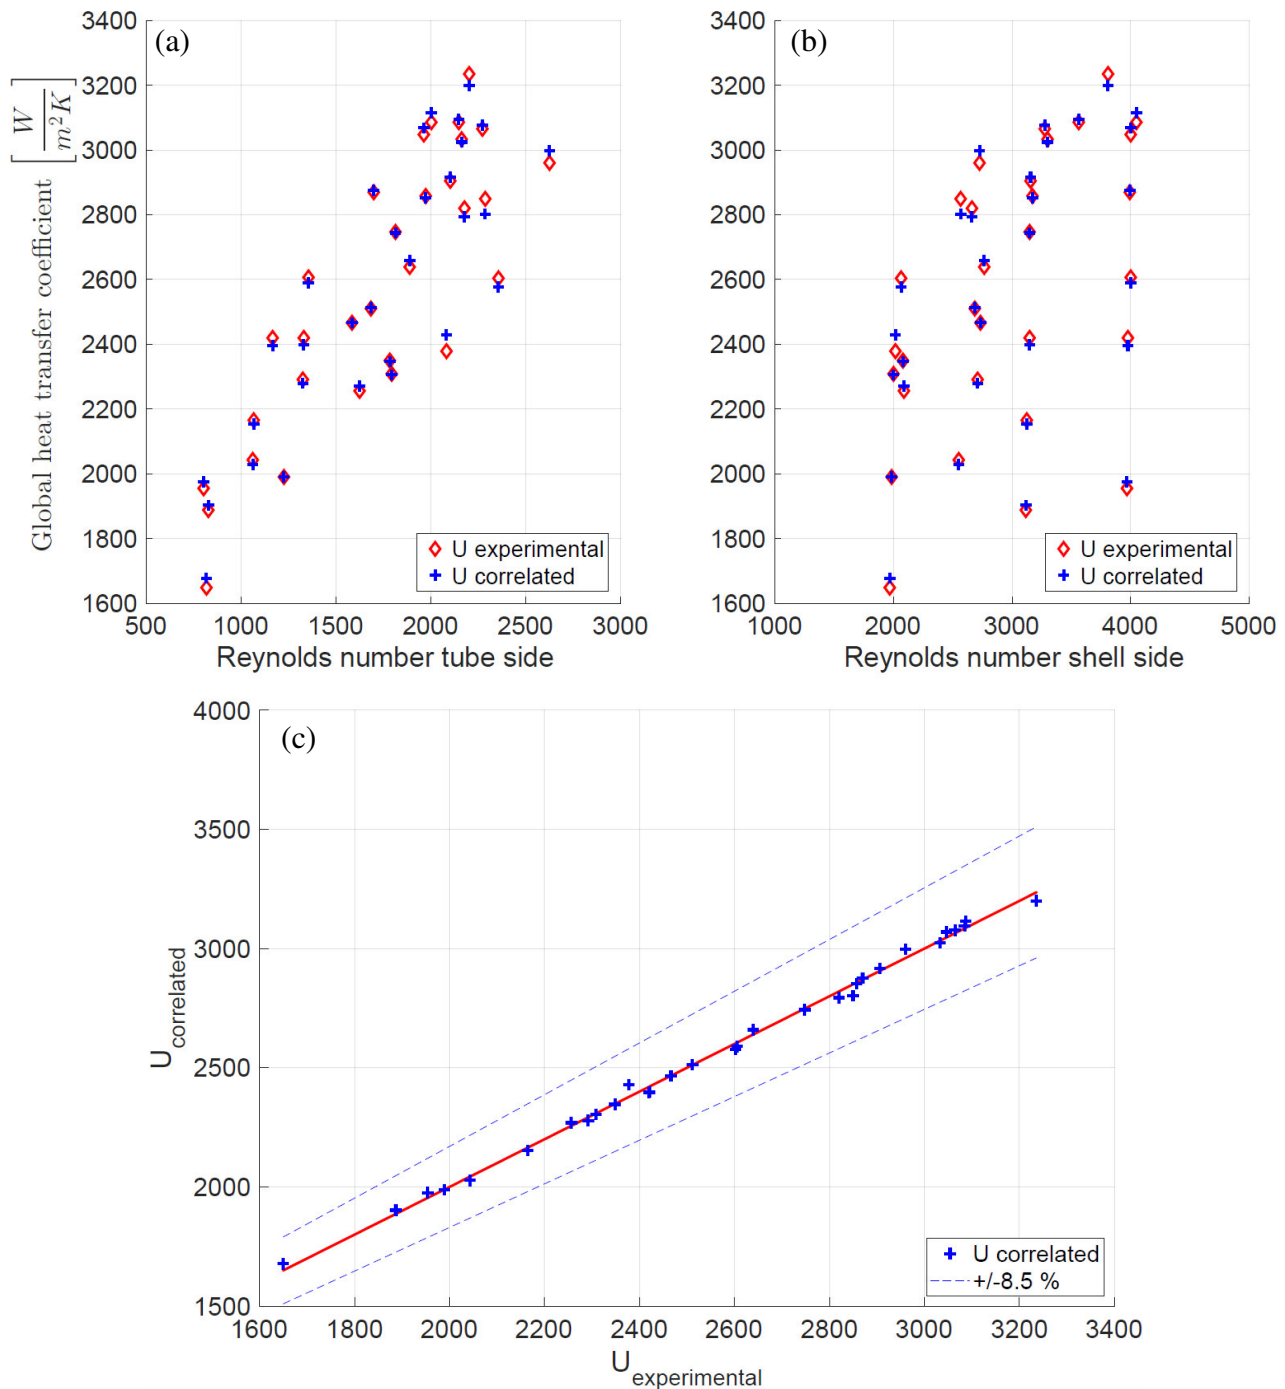 (a)
Global heat transfer coefficient [W/m²K]
3400
3200
3000
2800
2600
2400
2200
2000
1800
1600
500 1000 1500 2000 2500 3000
Reynolds number tube side
U experimental
U correlated
(b)
3400
3200
3000
2800
2600
2400
2200
2000
1800
1600
1000 2000 3000 4000 5000
Reynolds number shell side
U experimental
U correlated
(c)
U_correlated
4000
3500
3000
2500
2000
1500
1600 1800 2000 2200 2400 2600 2800 3000 3200 3400
U_experimental
U correlated
+/-8.5 %